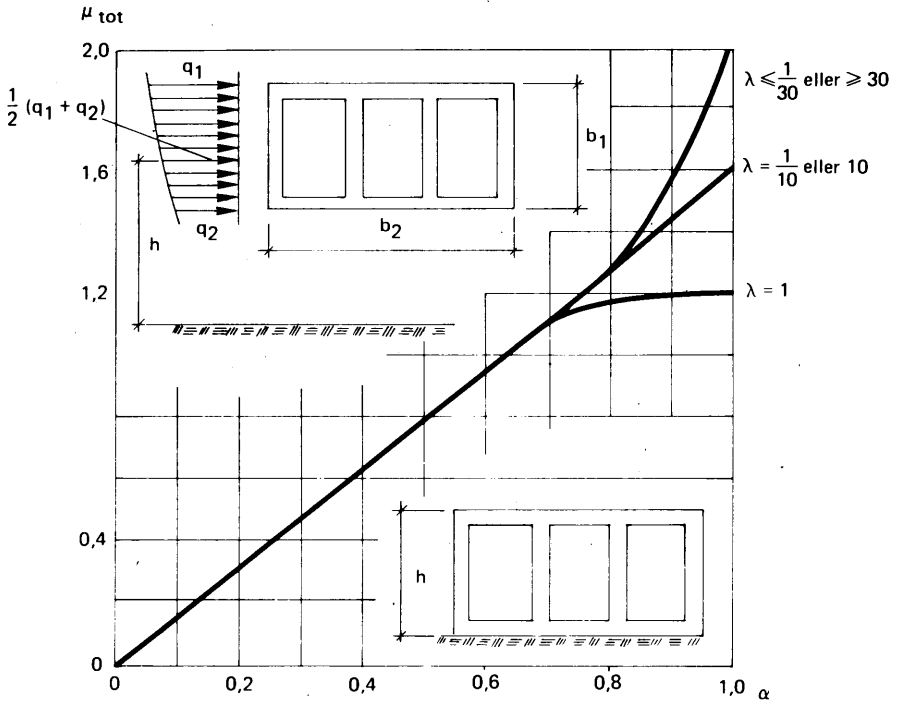 μ tot
2,0
1,6
1,2
0,4
0
q1
1/2 (q1 + q2)
q2
h
b1
b2
λ ≤ 1/30 eller ≥ 30
λ = 1/10 eller 10
λ = 1
h
0
0,2
0,4
0,6
0,8
1,0
α